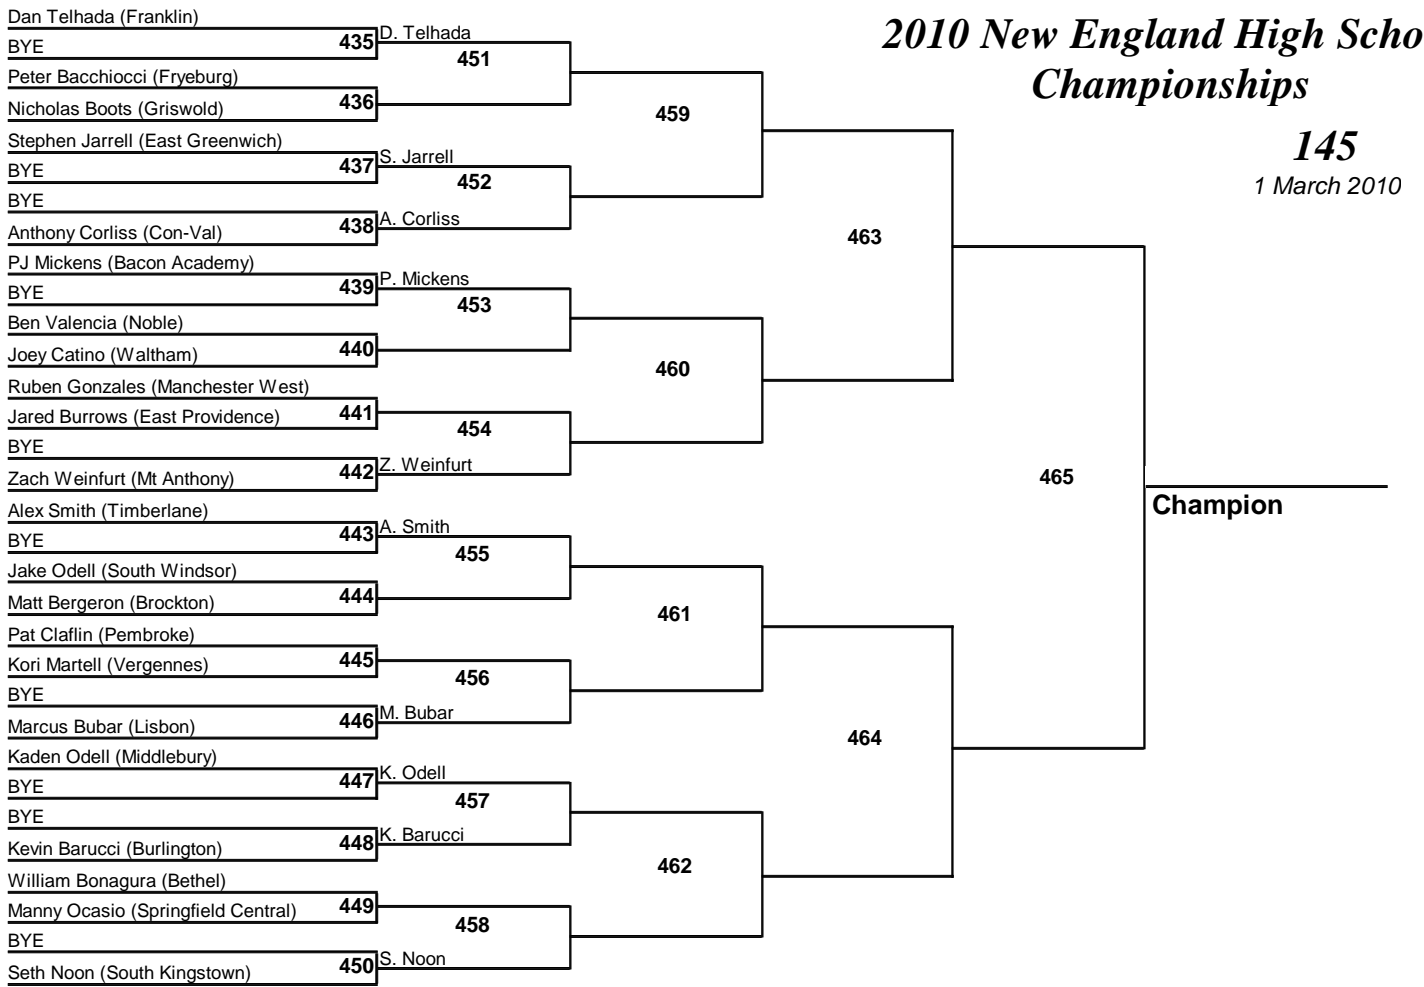 2010 New England High Scho
Championships
145
1 March 2010
Dan Telhada (Franklin)
BYE
435
D. Telhada
451
Peter Bacchiocci (Fryeburg)
Nicholas Boots (Griswold)
436
459
Stephen Jarrell (East Greenwich)
BYE
437
S. Jarrell
452
BYE
Anthony Corliss (Con-Val)
438
A. Corliss
463
PJ Mickens (Bacon Academy)
BYE
439
P. Mickens
453
Ben Valencia (Noble)
Joey Catino (Waltham)
440
460
Ruben Gonzales (Manchester West)
Jared Burrows (East Providence)
441
454
BYE
Zach Weinfurt (Mt Anthony)
442
Z. Weinfurt
465
Champion
Alex Smith (Timberlane)
BYE
443
A. Smith
455
Jake Odell (South Windsor)
Matt Bergeron (Brockton)
444
461
Pat Claflin (Pembroke)
Kori Martell (Vergennes)
445
456
BYE
Marcus Bubar (Lisbon)
446
M. Bubar
464
Kaden Odell (Middlebury)
BYE
447
K. Odell
457
BYE
Kevin Barucci (Burlington)
448
K. Barucci
462
William Bonagura (Bethel)
Manny Ocasio (Springfield Central)
449
458
BYE
Seth Noon (South Kingstown)
450
S. Noon